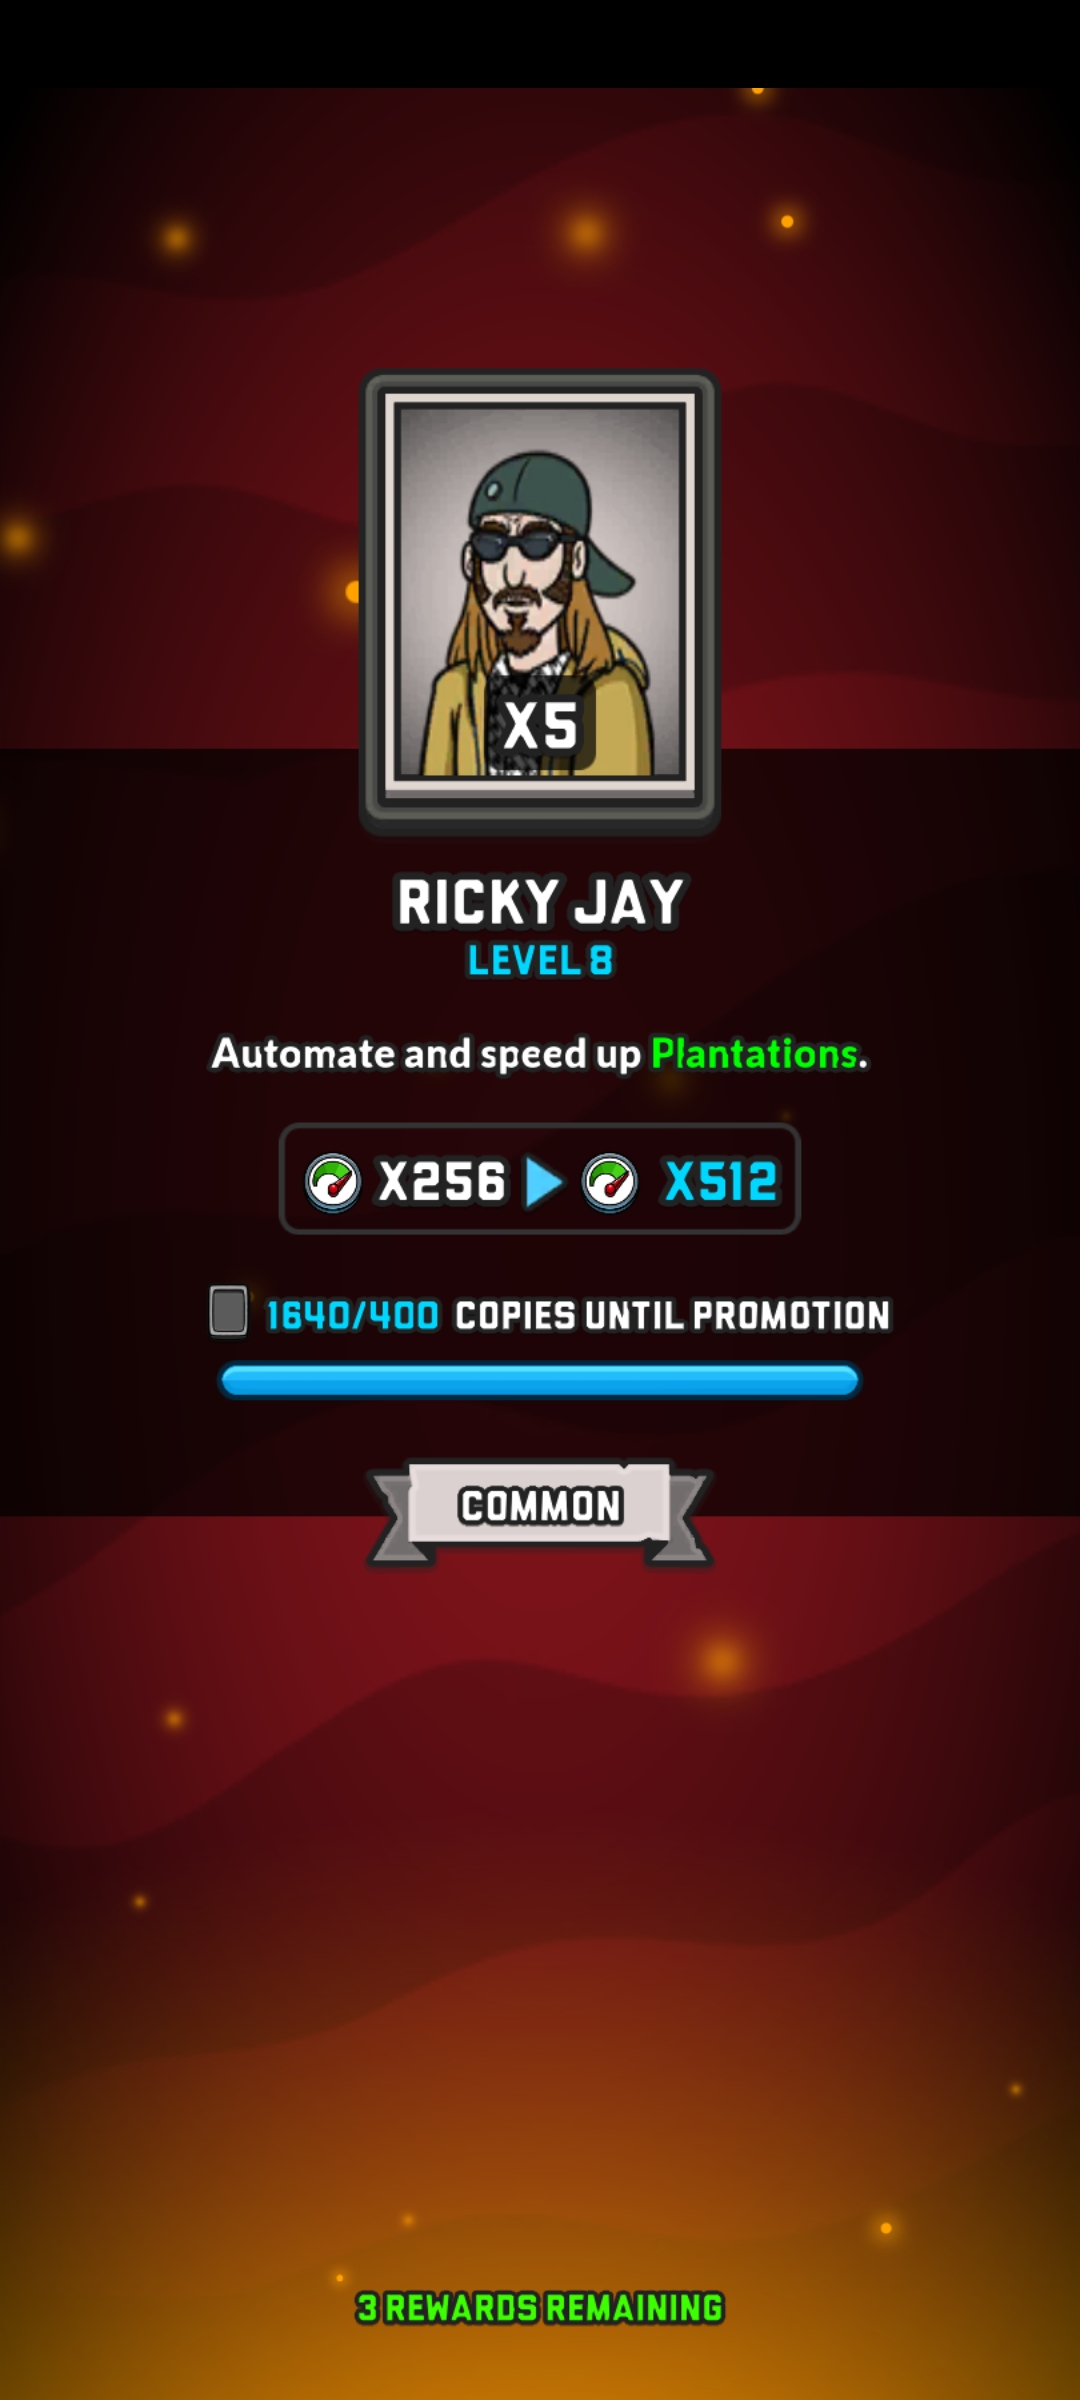 X5
RICKY JAY
LEVEL 8
Automate and speed up Plantations.
X256 X512
1640/400 COPIES UNTIL PROMOTION
COMMON
3 REWARDS REMAINING